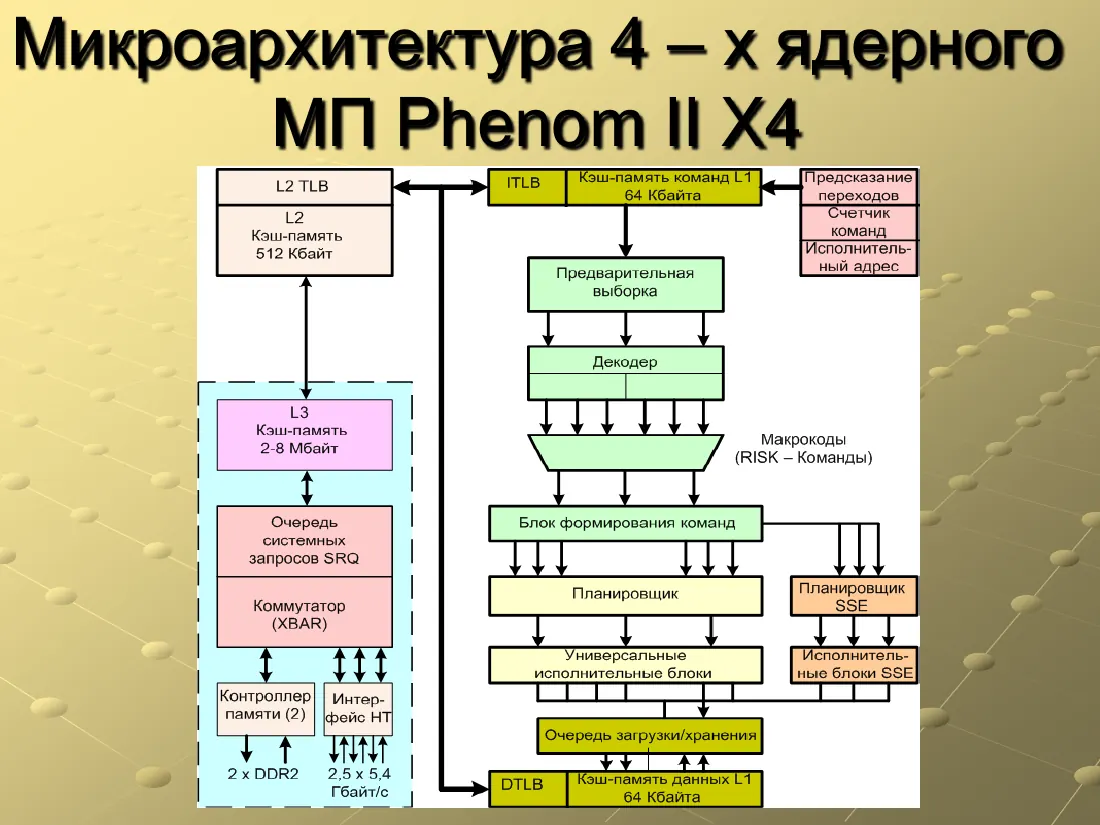 Микроархитектура 4 – х ядерного
МП Phenom II X4
L2 TLB
L2
Кэш-память
512 Кбайт
ITLB
Кэш-память команд L1
64 Кбайта
Предсказание
переходов
Счетчик
команд
Исполнитель-
ный адрес
Предварительная
выборка
Декодер
Макрокоды
(RISK – Команды)
L3
Кэш-память
2-8 Мбайт
Очередь
системных
запросов SRQ
Коммутатор
(XBAR)
Контроллер
памяти (2)
Интер-
фейс HT
2 x DDR2
2,5 x 5,4
Гбайт/с
Блок формирования команд
Планировщик
Планировщик
SSE
Универсальные
исполнительные блоки
Исполнитель-
ные блоки SSE
Очередь загрузки/хранения
DTLB
Кэш-память данных L1
64 Кбайта